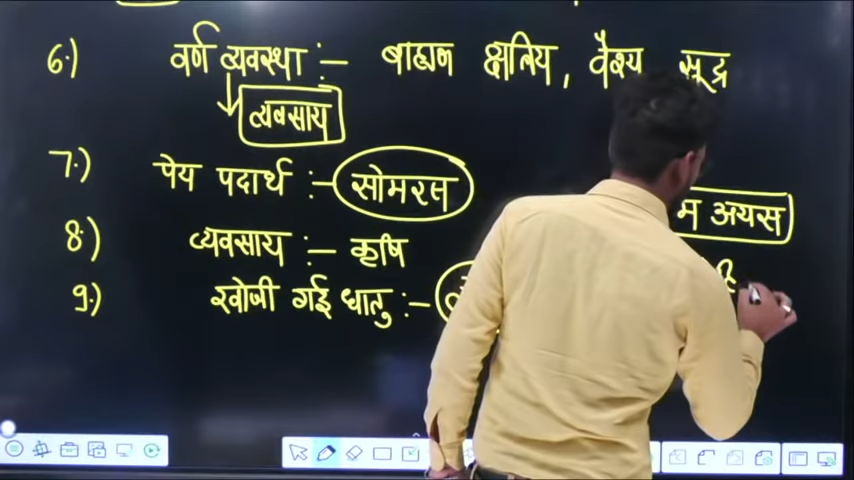 6.) वर्ण व्यवस्था :- बाह्मण क्षत्रिय, वैश्य सूद्र
व्यवसाय
7.) पेय पदार्थ :- सोमरस
8.) व्यवसाय :- कृषि
अयस
9.) खोजी गई धातु :-